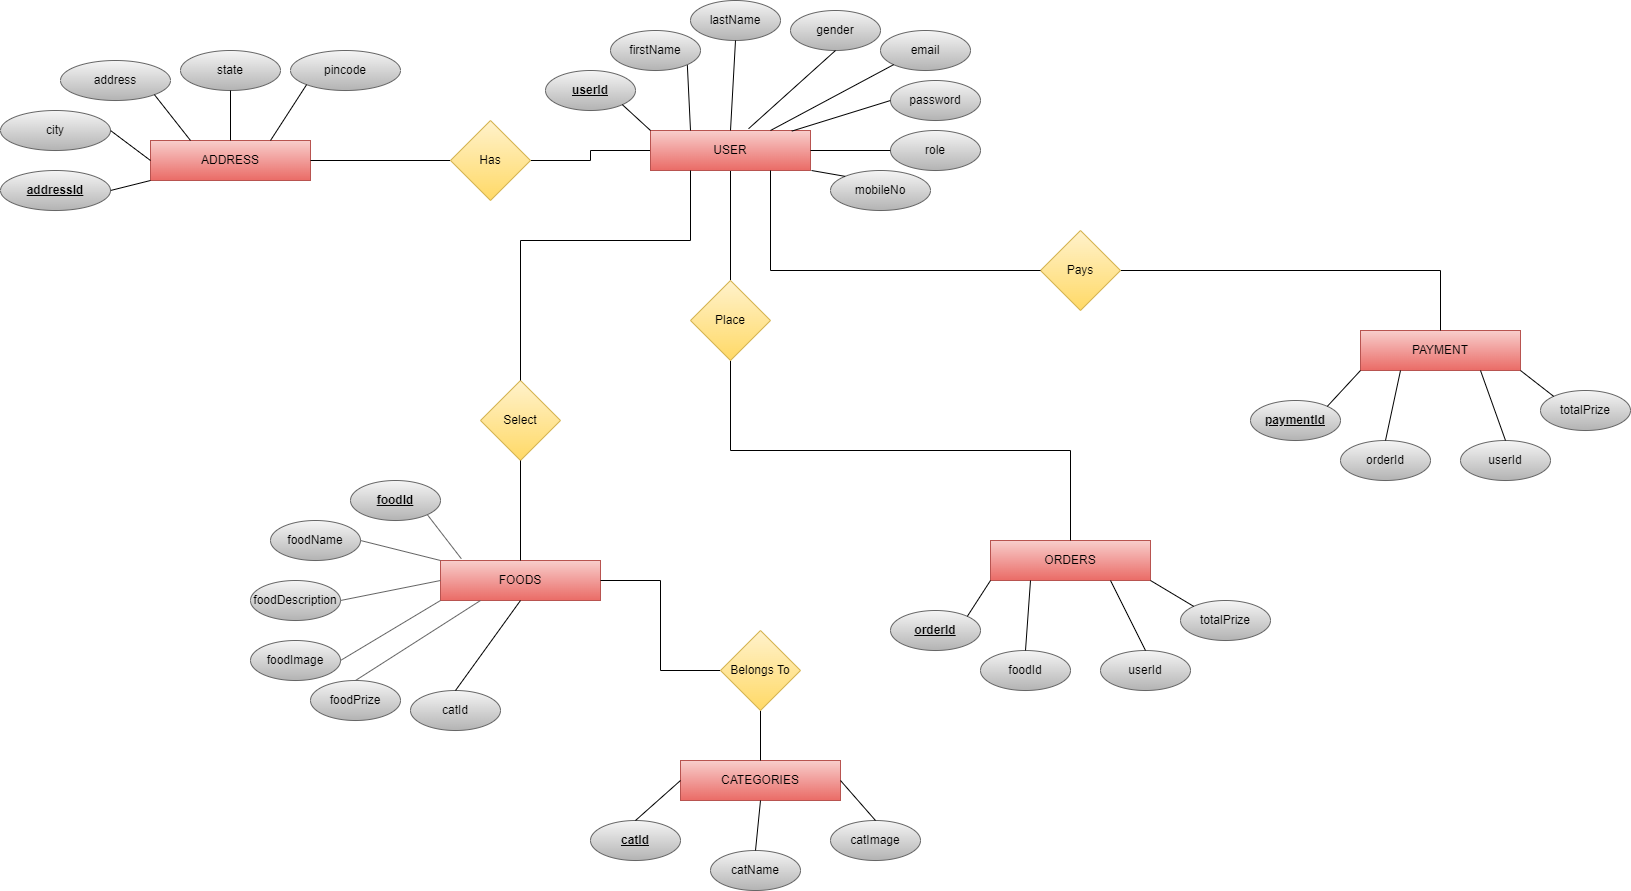 lastName
gender
firstName
email
state
pincode
address
userId
password
city
ADDRESS
Has
USER
role
addressId
mobileNo
Pays
Place
PAYMENT
Select
paymentId
totalPrize
orderId
userId
foodId
foodName
ORDERS
FOODS
foodDescription
totalPrize
orderId
foodImage
Belongs To
foodId
userId
foodPrize
catId
CATEGORIES
catId
catImage
catName